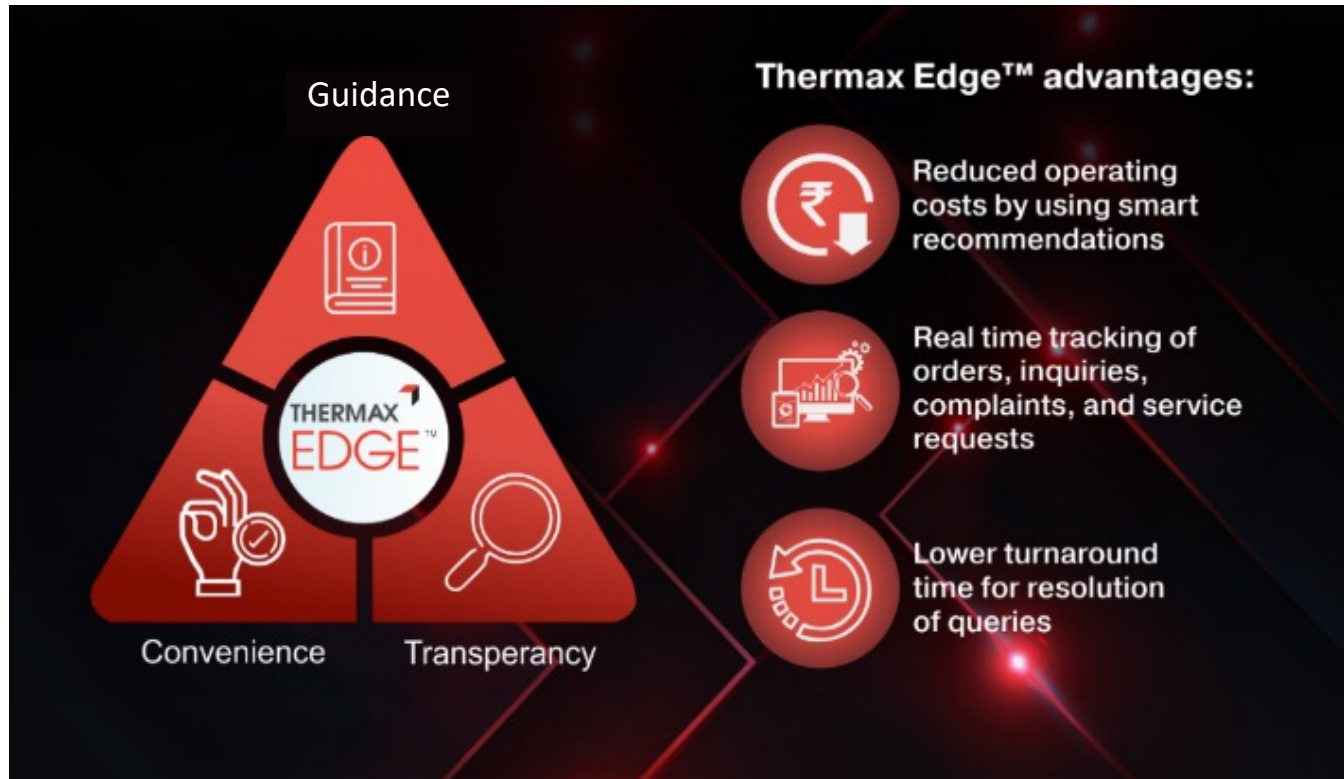 Guidance
THERMAX
EDGE™
Convenience
Transperancy
Thermax Edge™ advantages:
₹
Reduced operating
costs by using smart
recommendations
Real time tracking of
orders, inquiries,
complaints, and service
requests
Lower turnaround
time for resolution
of queries